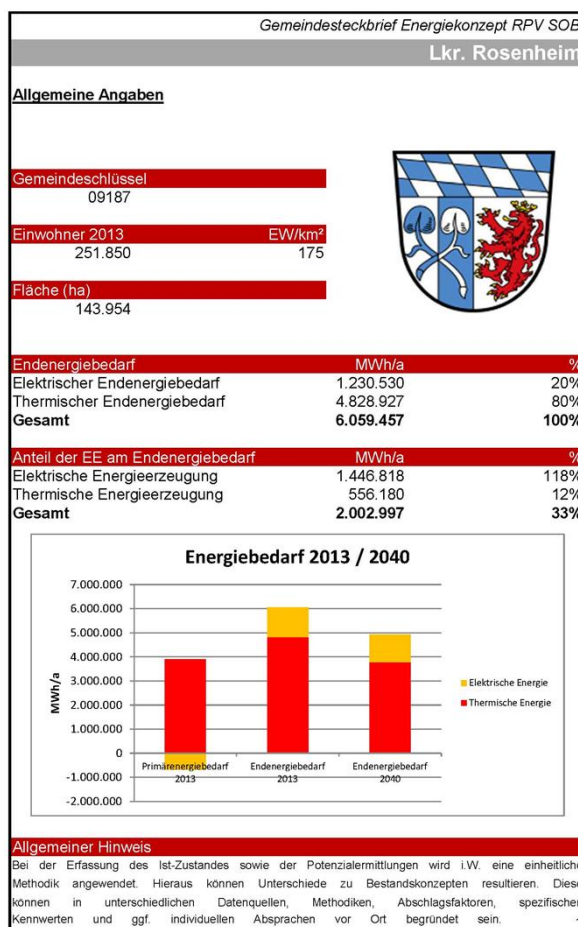 Gemeindesteckbrief Energiekonzept RPV SOB
Lkr. Rosenheim
Allgemeine Angaben
Gemeindeschlüssel
09187
Einwohner 2013 EW/km²
251.850 175
Fläche (ha)
143.954
Endenergiebedarf MWh/a %
Elektrischer Endenergiebedarf 1.230.530 20%
Thermischer Endenergiebedarf 4.828.927 80%
Gesamt 6.059.457 100%
Anteil der EE am Endenergiebedarf MWh/a %
Elektrische Energieerzeugung 1.446.818 118%
Thermische Energieerzeugung 556.180 12%
Gesamt 2.002.997 33%
Energiebedarf 2013 / 2040
7.000.000
6.000.000
5.000.000
4.000.000
3.000.000
2.000.000
1.000.000
0
-1.000.000
-2.000.000
MWh/a
Primärenergiebedarf 2013
Endenergiebedarf 2013
Endenergiebedarf 2040
Elektrische Energie
Thermische Energie
Allgemeiner Hinweis
Bei der Erfassung des Ist-Zustandes sowie der Potenzialermittlungen wird i.W. eine einheitliche
Methodik angewendet. Hieraus können Unterschiede zu Bestandskonzepten resultieren. Diese
können in unterschiedlichen Datenquellen, Methodiken, Abschlagsfaktoren, spezifischen
Kennwerten und ggf. individuellen Absprachen vor Ort begründet sein.